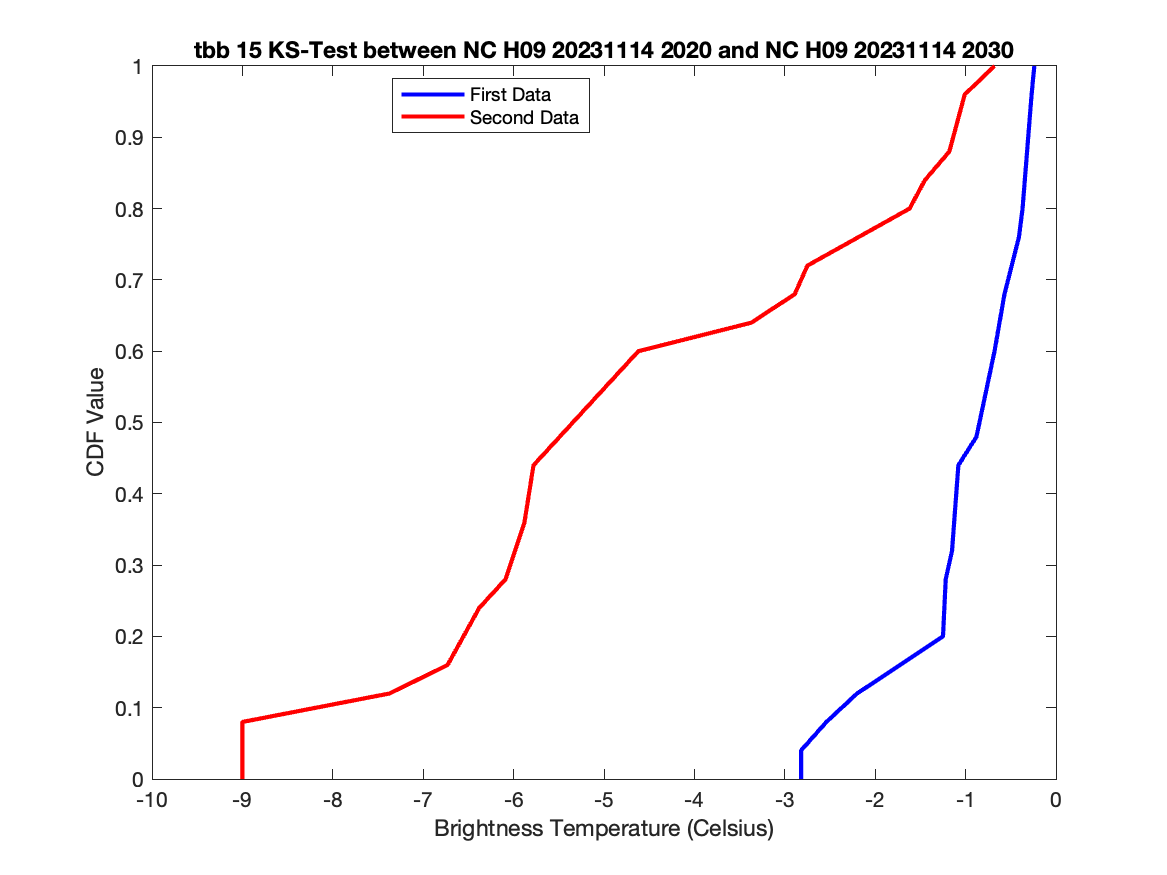 tbb 15 KS-Test between NC H09 20231114 2020 and NC H09 20231114 2030
First Data
Second Data
1
0.9
0.8
0.7
0.6
0.5
0.4
0.3
0.2
0.1
0
CDF Value
-10 -9 -8 -7 -6 -5 -4 -3 -2 -1 0
Brightness Temperature (Celsius)